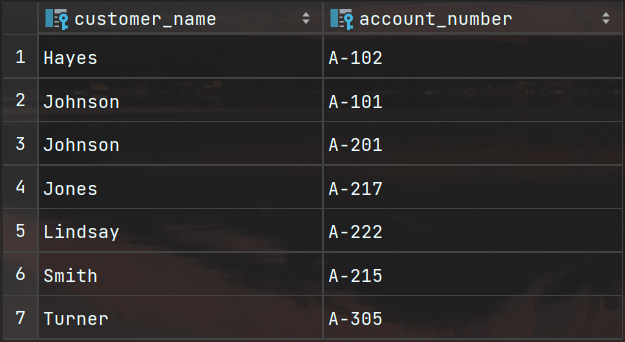 customer_name account_number
1 Hayes A-102
2 Johnson A-101
3 Johnson A-201
4 Jones A-217
5 Lindsay A-222
6 Smith A-215
7 Turner A-305